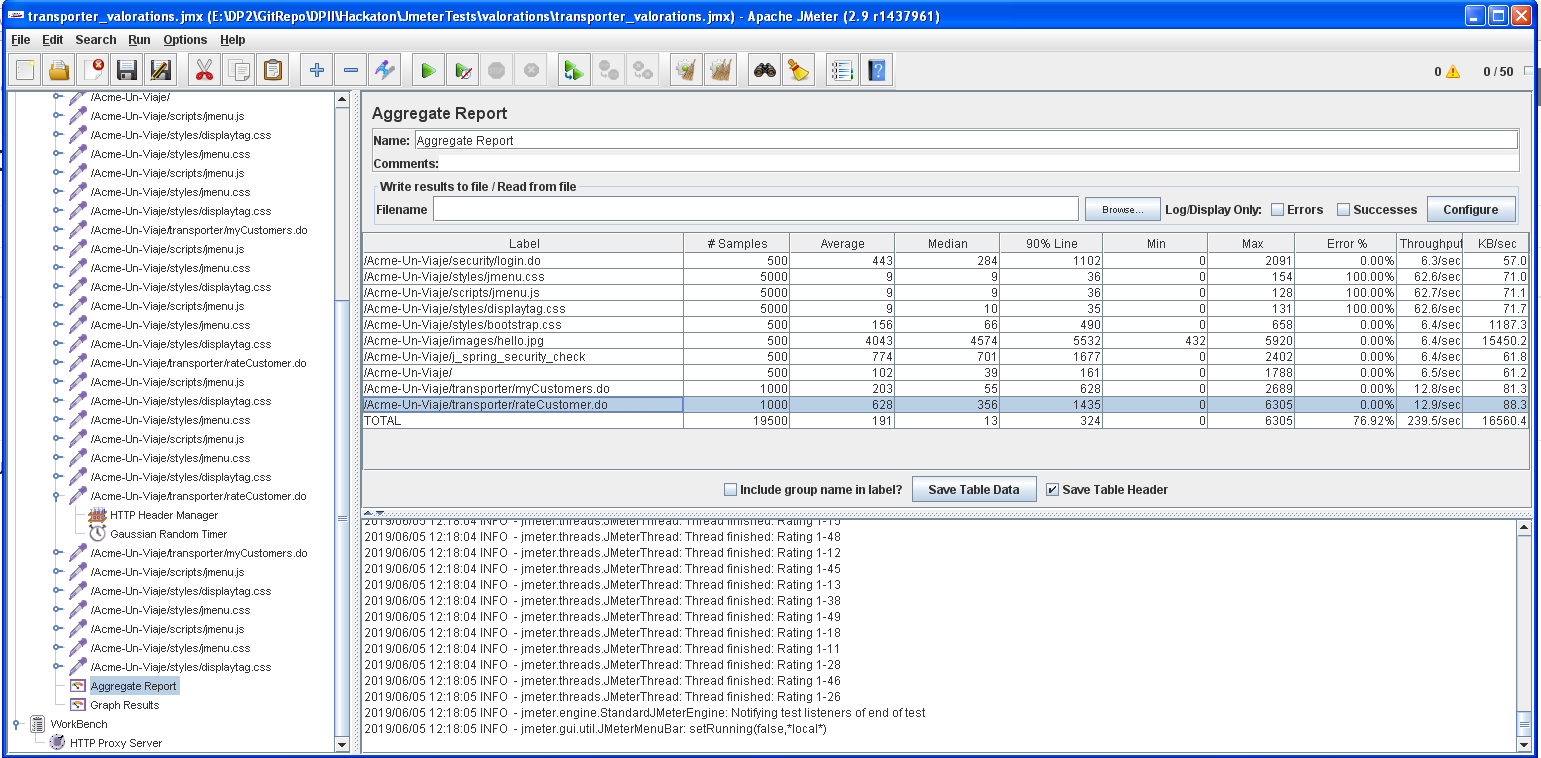 transporter_valorations.jmx (E:\DP2\GitRepo\DPII\Hackaton\JmeterTests\valorations\transporter_valorations.jmx) - Apache JMeter (2.9 r1437961)
File Edit Search Run Options Help
0 0 / 50
/Acme-Un-Viaje/
/Acme-Un-Viaje/scripts/jmenu.js
/Acme-Un-Viaje/styles/displaytag.css
/Acme-Un-Viaje/styles/jmenu.css
/Acme-Un-Viaje/scripts/jmenu.js
/Acme-Un-Viaje/styles/jmenu.css
/Acme-Un-Viaje/styles/displaytag.css
/Acme-Un-Viaje/transporter/myCustomers.do
/Acme-Un-Viaje/scripts/jmenu.js
/Acme-Un-Viaje/styles/jmenu.css
/Acme-Un-Viaje/styles/displaytag.css
/Acme-Un-Viaje/scripts/jmenu.js
/Acme-Un-Viaje/styles/jmenu.css
/Acme-Un-Viaje/styles/displaytag.css
/Acme-Un-Viaje/transporter/rateCustomer.do
/Acme-Un-Viaje/scripts/jmenu.js
/Acme-Un-Viaje/styles/displaytag.css
/Acme-Un-Viaje/styles/jmenu.css
/Acme-Un-Viaje/scripts/jmenu.js
/Acme-Un-Viaje/styles/jmenu.css
/Acme-Un-Viaje/styles/displaytag.css
/Acme-Un-Viaje/transporter/rateCustomer.do
HTTP Header Manager
Gaussian Random Timer
/Acme-Un-Viaje/transporter/myCustomers.do
/Acme-Un-Viaje/scripts/jmenu.js
/Acme-Un-Viaje/styles/displaytag.css
/Acme-Un-Viaje/styles/jmenu.css
/Acme-Un-Viaje/scripts/jmenu.js
/Acme-Un-Viaje/styles/jmenu.css
/Acme-Un-Viaje/styles/displaytag.css
Aggregate Report
Graph Results
WorkBench
HTTP Proxy Server
Aggregate Report
Name: Aggregate Report
Comments:
Write results to file / Read from file
Filename Browse... Log/Display Only: Errors Successes Configure
Label # Samples Average Median 90% Line Min Max Error % Throughput KB/sec
/Acme-Un-Viaje/security/login.do 500 443 284 1102 0 2091 0.00% 6.3/sec 57.0
/Acme-Un-Viaje/styles/jmenu.css 5000 9 9 36 0 154 100.00% 62.6/sec 71.0
/Acme-Un-Viaje/scripts/jmenu.js 5000 9 9 36 0 128 100.00% 62.7/sec 71.1
/Acme-Un-Viaje/styles/displaytag.css 5000 9 10 35 0 131 100.00% 62.6/sec 71.7
/Acme-Un-Viaje/styles/bootstrap.css 500 156 66 490 0 658 0.00% 6.4/sec 1187.3
/Acme-Un-Viaje/images/hello.jpg 500 4043 4574 5532 432 5920 0.00% 6.4/sec 15450.2
/Acme-Un-Viaje/j_spring_security_check 500 774 701 1677 0 2402 0.00% 6.4/sec 61.8
/Acme-Un-Viaje/ 500 102 39 161 0 1788 0.00% 6.5/sec 61.2
/Acme-Un-Viaje/transporter/myCustomers.do 1000 203 55 628 0 2689 0.00% 12.8/sec 81.3
/Acme-Un-Viaje/transporter/rateCustomer.do 1000 628 356 1435 0 6305 0.00% 12.9/sec 88.3
TOTAL 19500 191 13 324 0 6305 76.92% 239.5/sec 16560.4
Include group name in label? Save Table Data Save Table Header
2019/06/05 12:18:04 INFO - jmeter.threads.JMeterThread: Thread finished: Rating 1-15
2019/06/05 12:18:04 INFO - jmeter.threads.JMeterThread: Thread finished: Rating 1-48
2019/06/05 12:18:04 INFO - jmeter.threads.JMeterThread: Thread finished: Rating 1-12
2019/06/05 12:18:04 INFO - jmeter.threads.JMeterThread: Thread finished: Rating 1-45
2019/06/05 12:18:04 INFO - jmeter.threads.JMeterThread: Thread finished: Rating 1-13
2019/06/05 12:18:04 INFO - jmeter.threads.JMeterThread: Thread finished: Rating 1-38
2019/06/05 12:18:04 INFO - jmeter.threads.JMeterThread: Thread finished: Rating 1-49
2019/06/05 12:18:04 INFO - jmeter.threads.JMeterThread: Thread finished: Rating 1-18
2019/06/05 12:18:04 INFO - jmeter.threads.JMeterThread: Thread finished: Rating 1-11
2019/06/05 12:18:04 INFO - jmeter.threads.JMeterThread: Thread finished: Rating 1-28
2019/06/05 12:18:05 INFO - jmeter.threads.JMeterThread: Thread finished: Rating 1-46
2019/06/05 12:18:05 INFO - jmeter.threads.JMeterThread: Thread finished: Rating 1-26
2019/06/05 12:18:05 INFO - jmeter.engine.StandardJMeterEngine: Notifying test listeners of end of test
2019/06/05 12:18:05 INFO - jmeter.gui.util.JMeterMenuBar: setRunning(false,*local*)